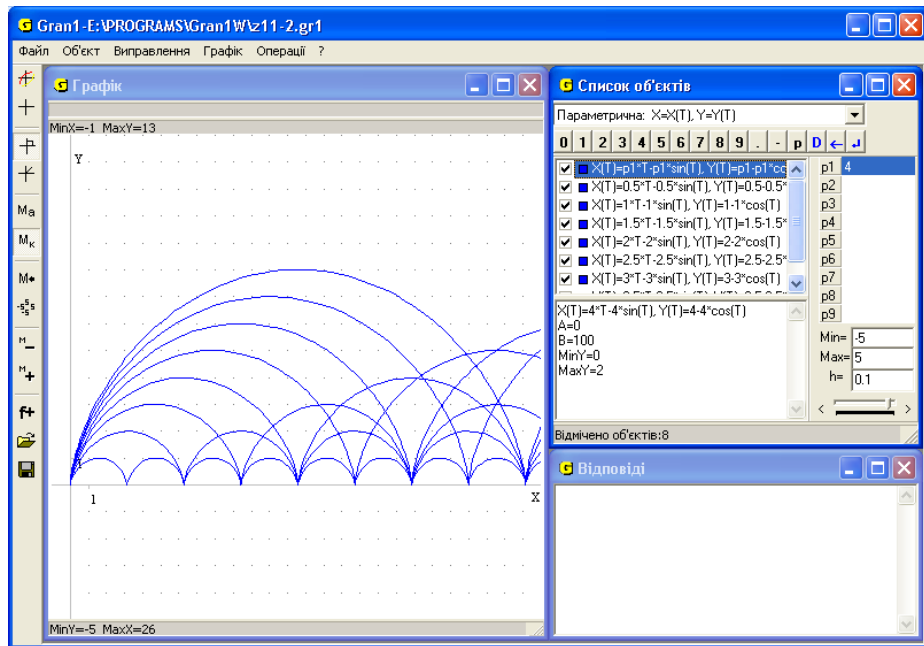 Gran1-E:\PROGRAMS\Gran1W\z11-2.gr1
Файл Об'єкт Виправлення Графік Операції ?
Графік
MinX=-1 MaxY=13
Y
1
1
X
MinY=-5 MaxX=26
Ma
Mк
M
-s s s
M
M
f+
Список об'єктів
Параметрична: X=X(T), Y=Y(T)
0 1 2 3 4 5 6 7 8 9 . - p D
X(T)=p1*T-p1*sin(T), Y(T)=p1-p1*cc
X(T)=0.5*T-0.5*sin(T), Y(T)=0.5-0.5*
X(T)=1*T-1*sin(T), Y(T)=1-1*cos(T)
X(T)=1.5*T-1.5*sin(T), Y(T)=1.5-1.5*
X(T)=2*T-2*sin(T), Y(T)=2-2*cos(T)
X(T)=2.5*T-2.5*sin(T), Y(T)=2.5-2.5*
X(T)=3*T-3*sin(T), Y(T)=3-3*cos(T)
p1 4
p2
p3
p4
p5
p6
p7
p8
p9
X(T)=4*T-4*sin(T), Y(T)=4-4*cos(T)
A=0
B=100
MinY=0
MaxY=2
Min= -5
Max= 5
h= 0.1
< >
Відмічено об'єктів:8
Відповіді